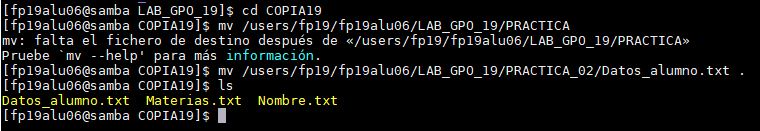 [fp19alu06@samba LAB_GPO_19]$ cd COPIA19
[fp19alu06@samba COPIA19]$ mv /users/fp19/fp19alu06/LAB_GPO_19/PRACTICA
mv: falta el fichero de destino después de «/users/fp19/fp19alu06/LAB_GPO_19/PRACTICA»
Pruebe `mv --help' para más información.
[fp19alu06@samba COPIA19]$ mv /users/fp19/fp19alu06/LAB_GPO_19/PRACTICA_02/Datos_alumno.txt .
[fp19alu06@samba COPIA19]$ ls
Datos_alumno.txt  Materias.txt  Nombre.txt
[fp19alu06@samba COPIA19]$